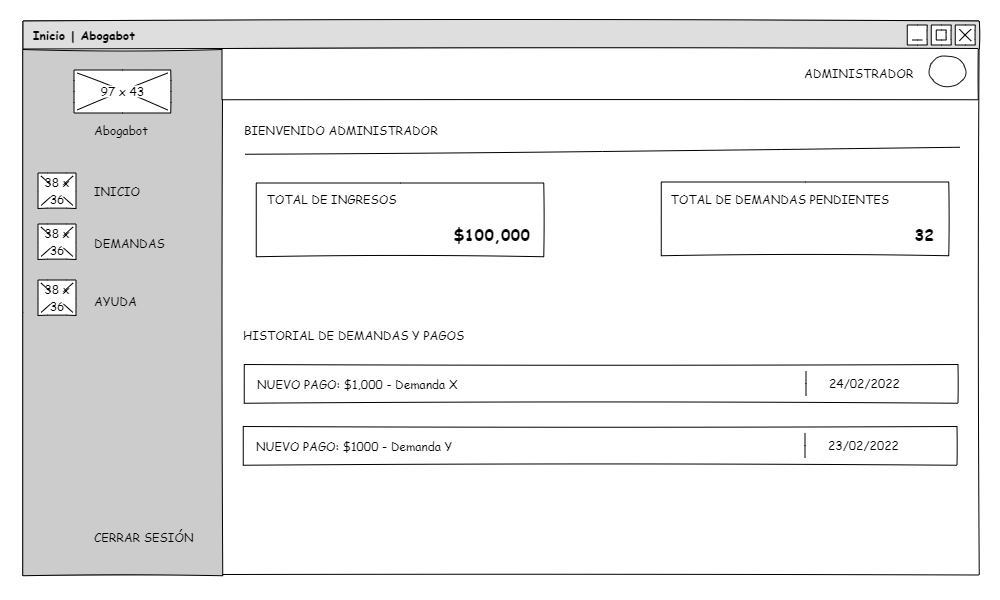 Inicio | Abogabot
ADMINISTRADOR
97 x 43
Abogabot
38 x
36
INICIO
38 x
36
DEMANDAS
38 x
36
AYUDA
CERRAR SESIÓN
BIENVENIDO ADMINISTRADOR
TOTAL DE INGRESOS
$100,000
TOTAL DE DEMANDAS PENDIENTES
32
HISTORIAL DE DEMANDAS Y PAGOS
NUEVO PAGO: $1,000 - Demanda X
24/02/2022
NUEVO PAGO: $1000 - Demanda Y
23/02/2022